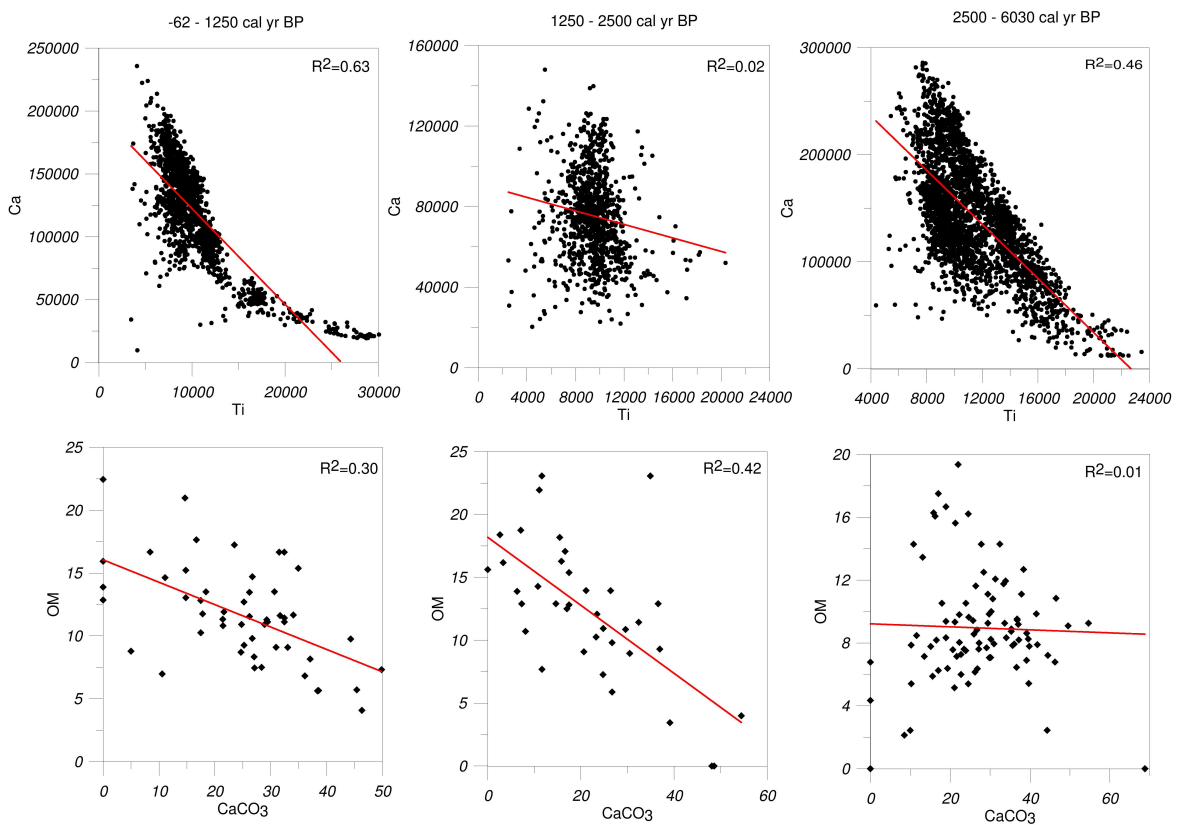 -62 - 1250 cal yr BP
1250 - 2500 cal yr BP
2500 - 6030 cal yr BP
250000
200000
150000
100000
50000
0
Ca
R2=0.63
0 10000 20000 30000
Ti
160000
120000
80000
40000
0
Ca
R2=0.02
0 4000 8000 12000 16000 20000 24000
Ti
300000
200000
100000
0
Ca
R2=0.46
4000 8000 12000 16000 20000 24000
Ti
25
20
15
10
5
0
OM
R2=0.30
0 10 20 30 40 50
CaCO3
25
20
15
10
5
0
OM
R2=0.42
0 20 40 60
CaCO3
20
16
12
8
4
0
OM
R2=0.01
0 20 40 60
CaCO3